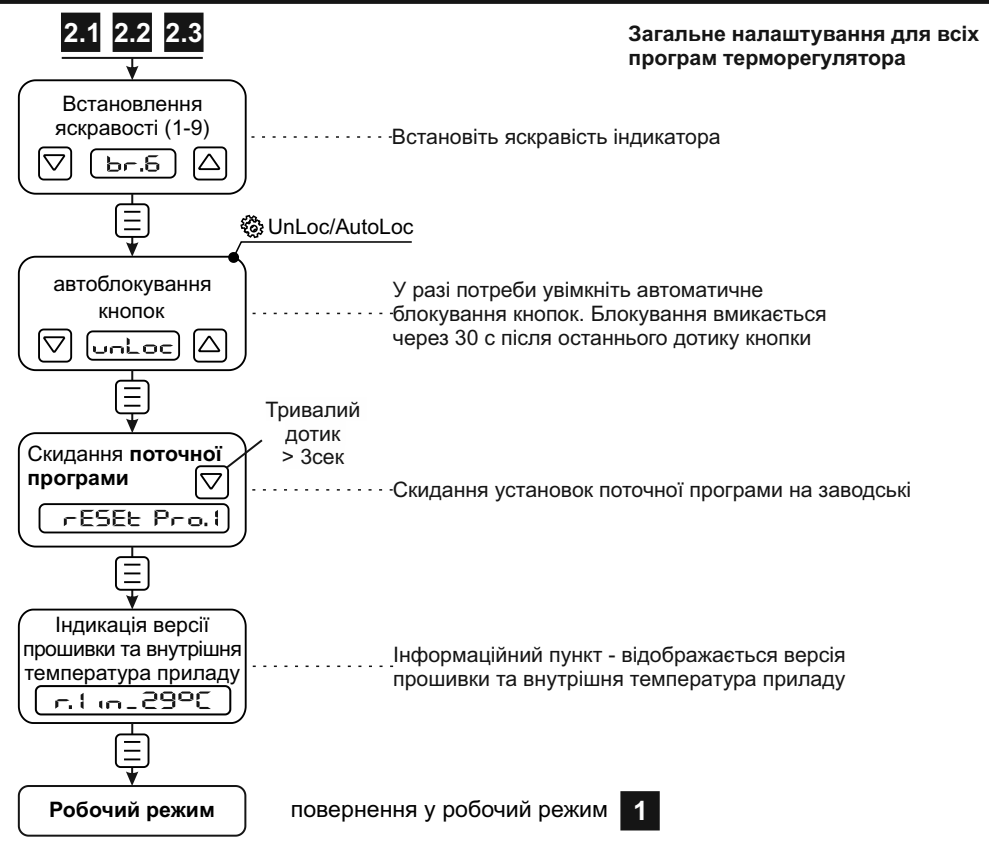 2.1 2.2 2.3
Загальне налаштування для всіх
програм терморегулятора
Встановлення
яскравості (1-9)
br.6
Встановіть яскравість індикатора
UnLoc/AutoLoc
автоблокування
кнопок
unLoc
У разі потреби увімкніть автоматичне
блокування кнопок. Блокування вмикається
через 30 с після останнього дотику кнопки
Тривалий
дотик
> 3сек
Скидання поточної
програми
rESEt Pro.1
Скидання установок поточної програми на заводські
Індикація версії
прошивки та внутрішня
температура приладу
r.1 in_29ºC
Інформаційний пункт - відображається версія
прошивки та внутрішня температура приладу
Робочий режим
повернення у робочий режим 1